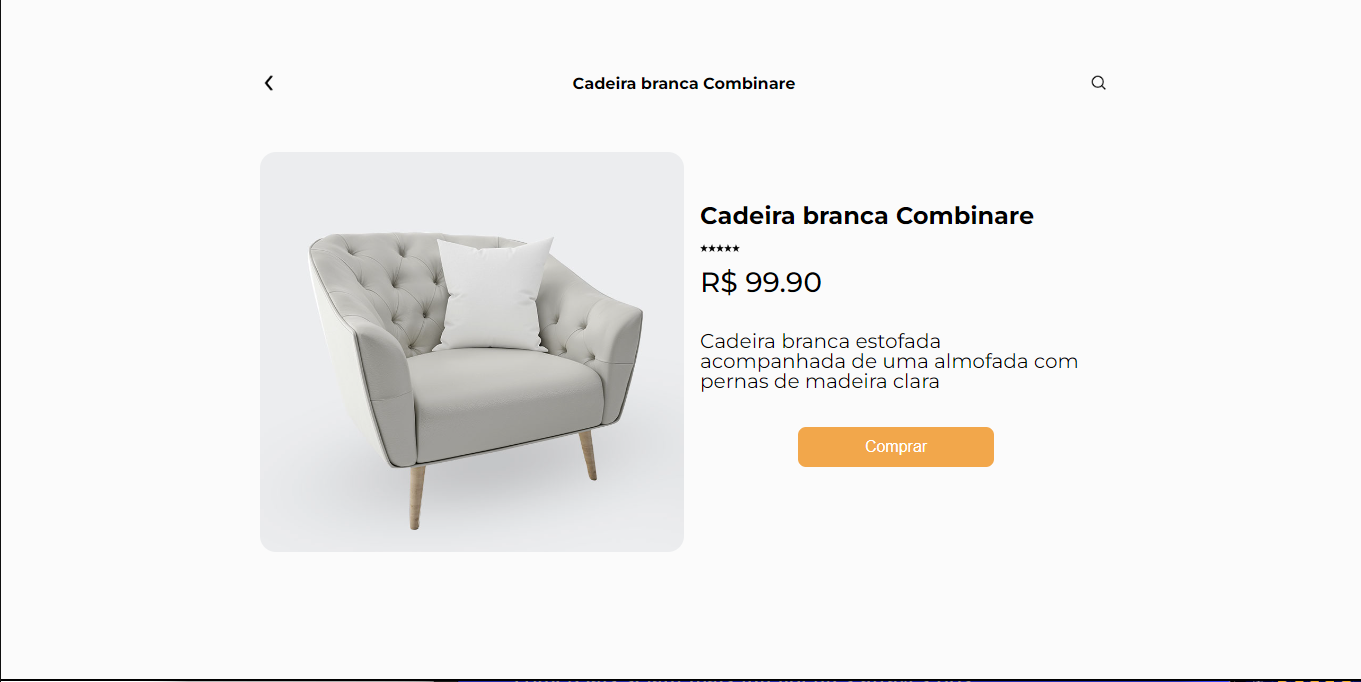 Cadeira branca Combinare
Cadeira branca Combinare
R$ 99.90
Cadeira branca estofada
acompanhada de uma almofada com
pernas de madeira clara
Comprar